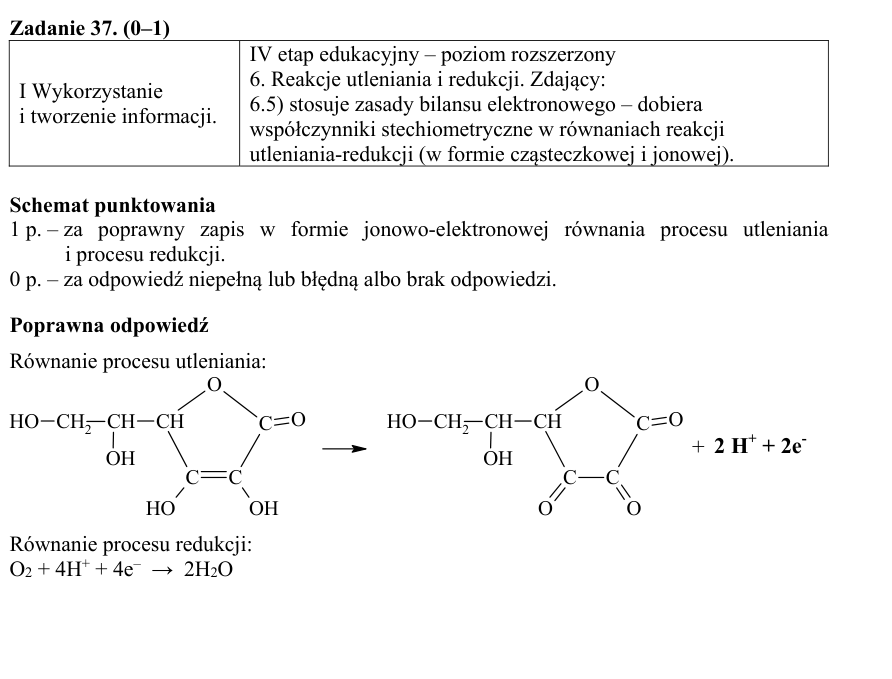 Zadanie 37. (0–1)
I Wykorzystanie
i tworzenie informacji.
IV etap edukacyjny – poziom rozszerzony
6. Reakcje utleniania i redukcji. Zdający:
6.5) stosuje zasady bilansu elektronowego – dobiera
współczynniki stechiometryczne w równaniach reakcji
utleniania-redukcji (w formie cząsteczkowej i jonowej).
Schemat punktowania
1 p. – za poprawny zapis w formie jonowo-elektronowej równania procesu utleniania
i procesu redukcji.
0 p. – za odpowiedź niepełną lub błędną albo brak odpowiedzi.
Poprawna odpowiedź
Równanie procesu utleniania:
O O
HO–CH₂–CH–CH C=O HO–CH₂–CH–CH C=O
+ 2 H⁺ + 2e⁻
OH OH
C=C C–C
HO OH O O
Równanie procesu redukcji:
O₂ + 4H⁺ + 4e⁻ → 2H₂O